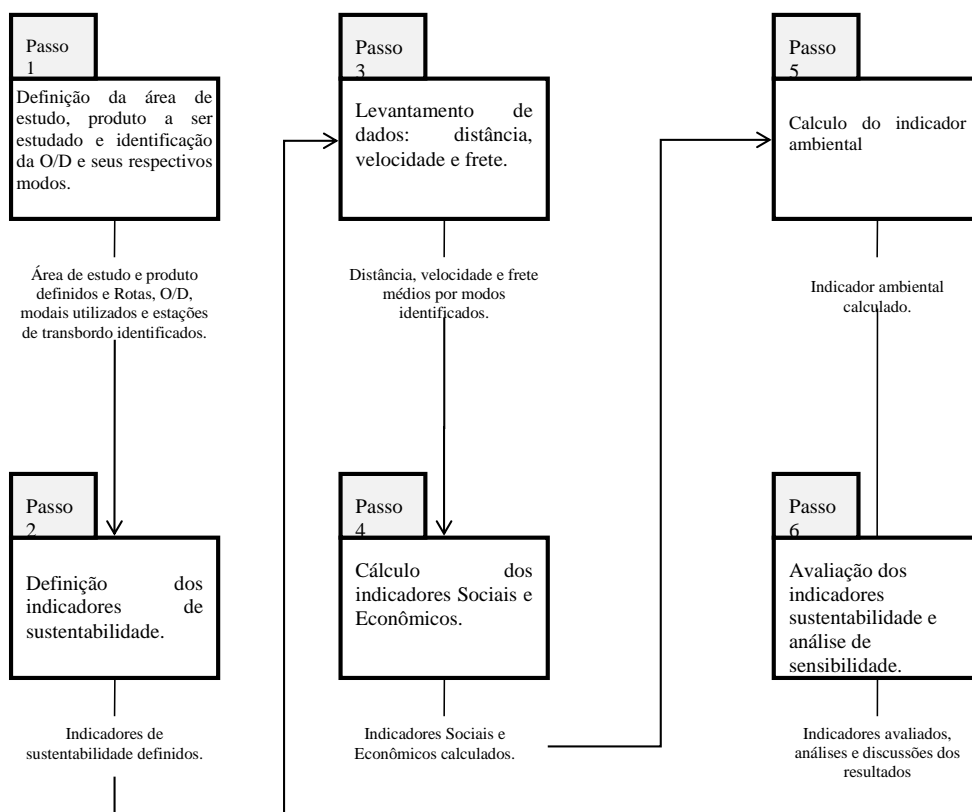 Passo
1
Definição da área de
estudo, produto a ser
estudado e identificação
da O/D e seus respectivos
modos.
Área de estudo e produto
definidos e Rotas, O/D,
modais utilizados e estações
de transbordo identificados.
Passo
2
Definição dos
indicadores de
sustentabilidade.
Indicadores de
sustentabilidade definidos.
Passo
3
Levantamento de
dados: distância,
velocidade e frete.
Distância, velocidade e frete
médios por modos
identificados.
Passo
4
Cálculo dos
indicadores Sociais e
Econômicos.
Indicadores Sociais e
Econômicos calculados.
Passo
5
Calculo do indicador
ambiental
Indicador ambiental
calculado.
Passo
6
Avaliação dos
indicadores
sustentabilidade e
análise de
sensibilidade.
Indicadores avaliados,
análises e discussões dos
resultados